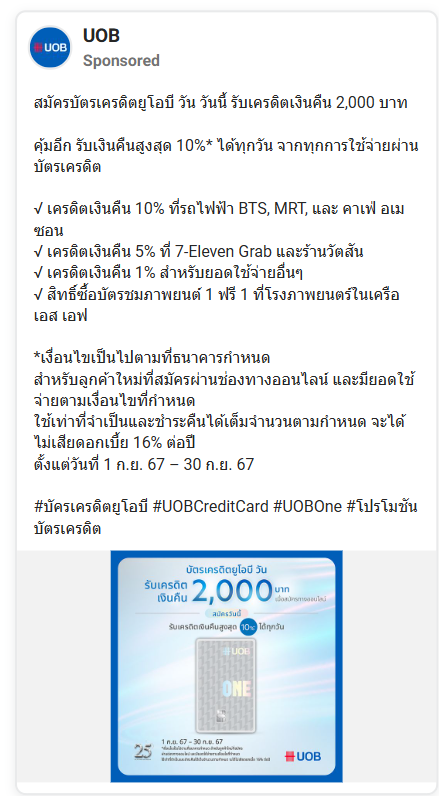 UOB
UOB
Sponsored
สมัครบัตรเครดิตยูโอบี วัน วันนี้ รับเครดิตเงินคืน 2,000 บาท
คุ้มอีก รับเงินคืนสูงสุด 10%* ได้ทุกวัน จากทุกการใช้จ่ายผ่าน
บัตรเครดิต
√ เครดิตเงินคืน 10% ที่รถไฟฟ้า BTS, MRT, และ คาเฟ่ อเม
ซอน
√ เครดิตเงินคืน 5% ที่ 7-Eleven Grab และร้านวัตสัน
√ เครดิตเงินคืน 1% สำหรับยอดใช้จ่ายอื่นๆ
√ สิทธิ์ซื้อบัตรชมภาพยนต์ 1 ฟรี 1 ที่โรงภาพยนตร์ในเครือ
เอส เอฟ
*เงื่อนไขเป็นไปตามที่ธนาคารกำหนด
สำหรับลูกค้าใหม่ที่สมัครผ่านช่องทางออนไลน์ และมียอดใช้
จ่ายตามเงื่อนไขที่กำหนด
ใช้เท่าที่จำเป็นและชำระคืนได้เต็มจำนวนตามกำหนด จะได้
ไม่เสียดอกเบี้ย 16% ต่อปี
ตั้งแต่วันที่ 1 ก.ย. 67 – 30 ก.ย. 67
#บัครเครดิตยูโอบี #UOBCreditCard #UOBOne #โปรโมชัน
บัตรเครดิต
บัตรเครดิตยูโอบี วัน
รับเครดิต
เงินคืน 2,000 บาท
เมื่อสมัครทางออนไลน์
สมัครวันนี้
รับเครดิตเงินคืนสูงสุด 10%* ได้ทุกวัน
UOB
ONE
25
1 ก.ย. 67 – 30 ก.ย. 67
UOB